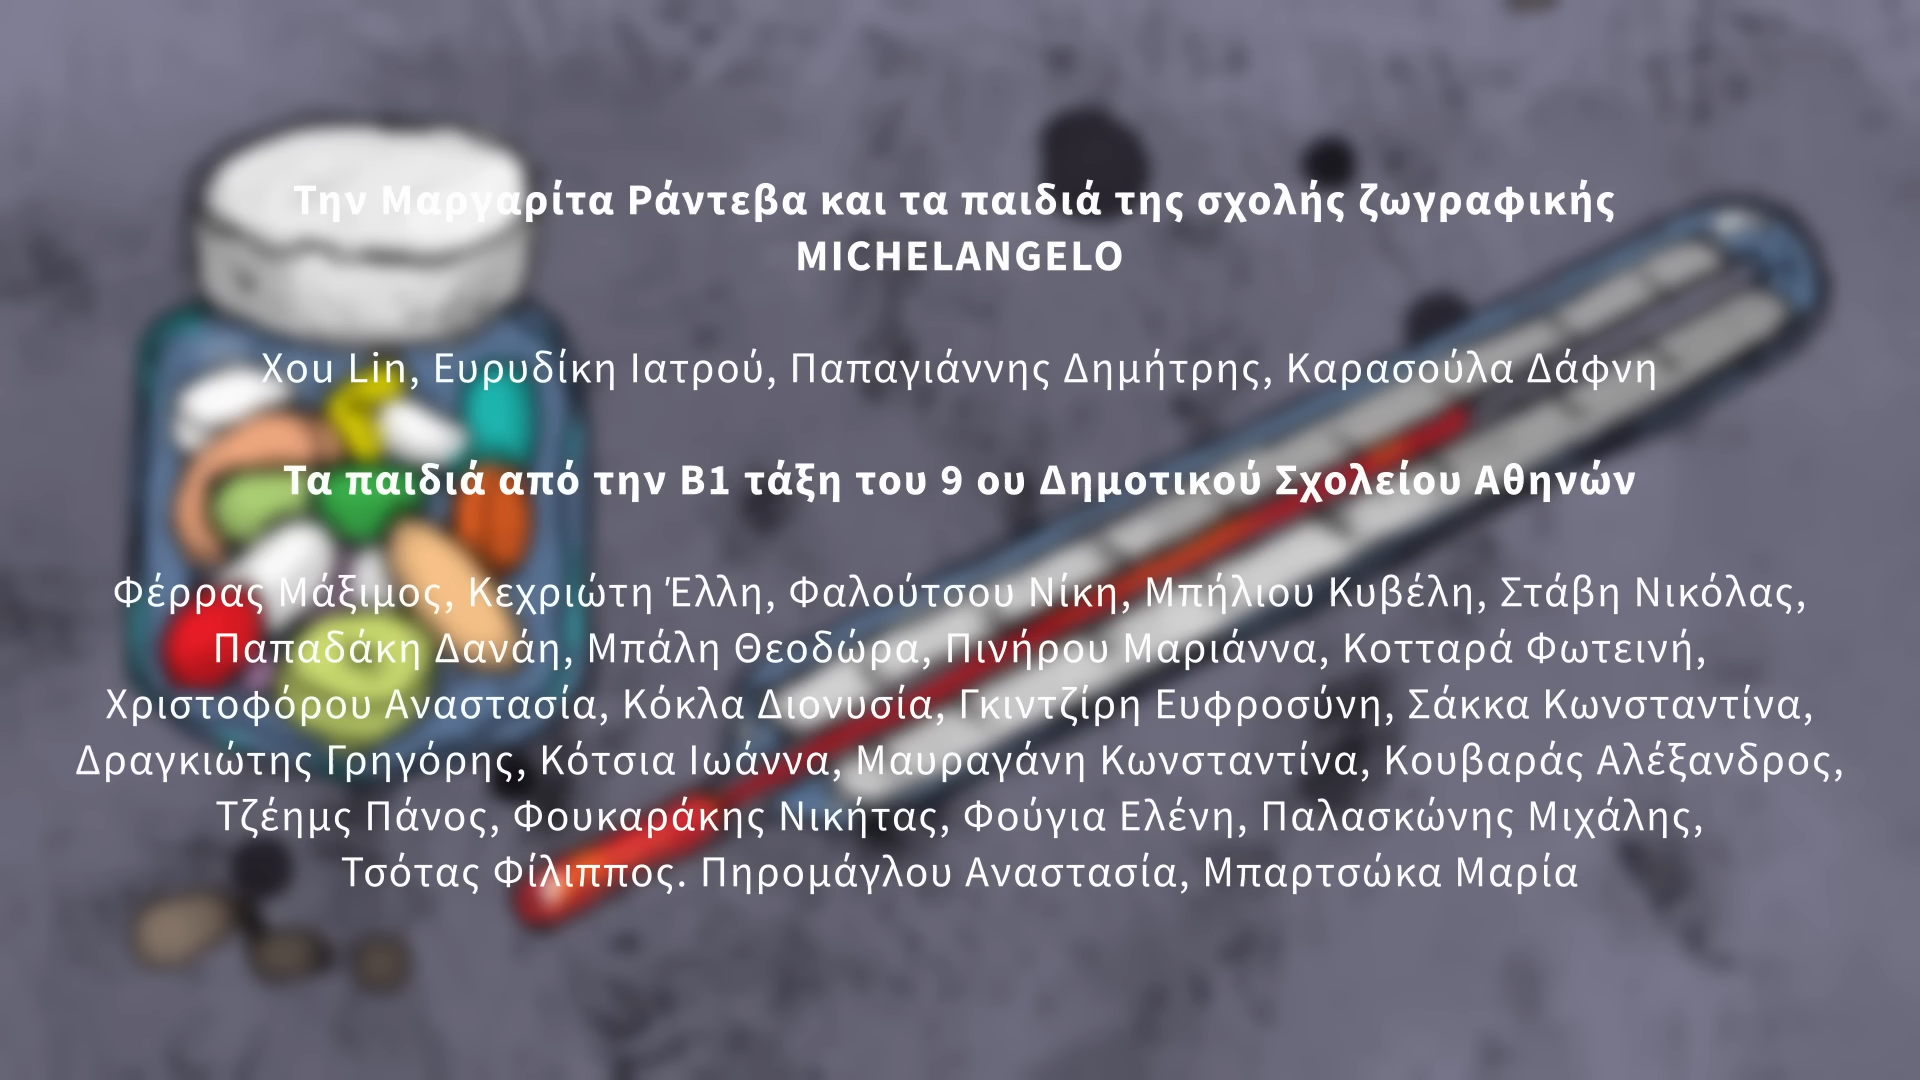 Την Μαργαρίτα Ράντεβα και τα παιδιά της σχολής ζωγραφικής
MICHELANGELO
Χου Lin, Ευρυδίκη Ιατρού, Παπαγιάννης Δημήτρης, Καρασούλα Δάφνη
Τα παιδιά από την Β1 τάξη του 9 ου Δημοτικού Σχολείου Αθηνών
Φέρρας Μάξιμος, Κεχριώτη Έλλη, Φαλούτσου Νίκη, Μπήλιου Κυβέλη, Στάβη Νικόλας,
Παπαδάκη Δανάη, Μπάλη Θεοδώρα, Πινήρου Μαριάννα, Κοτταρά Φωτεινή,
Χριστοφόρου Αναστασία, Κόκλα Διονυσία, Γκιντζίρη Ευφροσύνη, Σάκκα Κωνσταντίνα,
Δραγκιώτης Γρηγόρης, Κότσια Ιωάννα, Μαυραγάνη Κωνσταντίνα, Κουβαράς Αλέξανδρος,
Τζέημς Πάνος, Φουκαράκης Νικήτας, Φούγια Ελένη, Παλασκώνης Μιχάλης,
Τσότας Φίλιππος. Πηρομάγλου Αναστασία, Μπαρτσώκα Μαρία